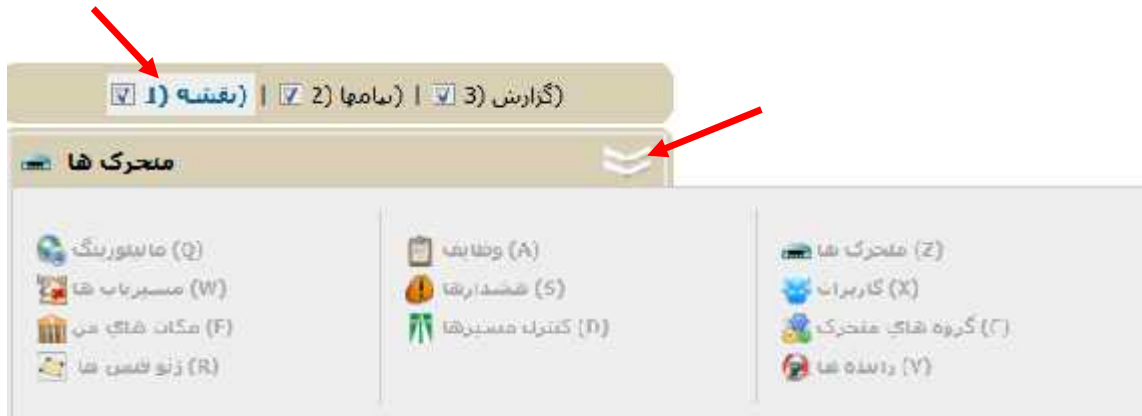 (نقشه (1 | (پیامها (2 | (گزارش (3
متحرک ها
(Q) مانیتورینگ
(W) مسیریاب ها
(F) مکان های من
(R) ژئو فنس ها
(A) وظایف
(S) هشدارها
(D) کنترل مسیرها
(Z) متحرک ها
(X) کاربران
(C) گروه های متحرک
(V) راننده ها